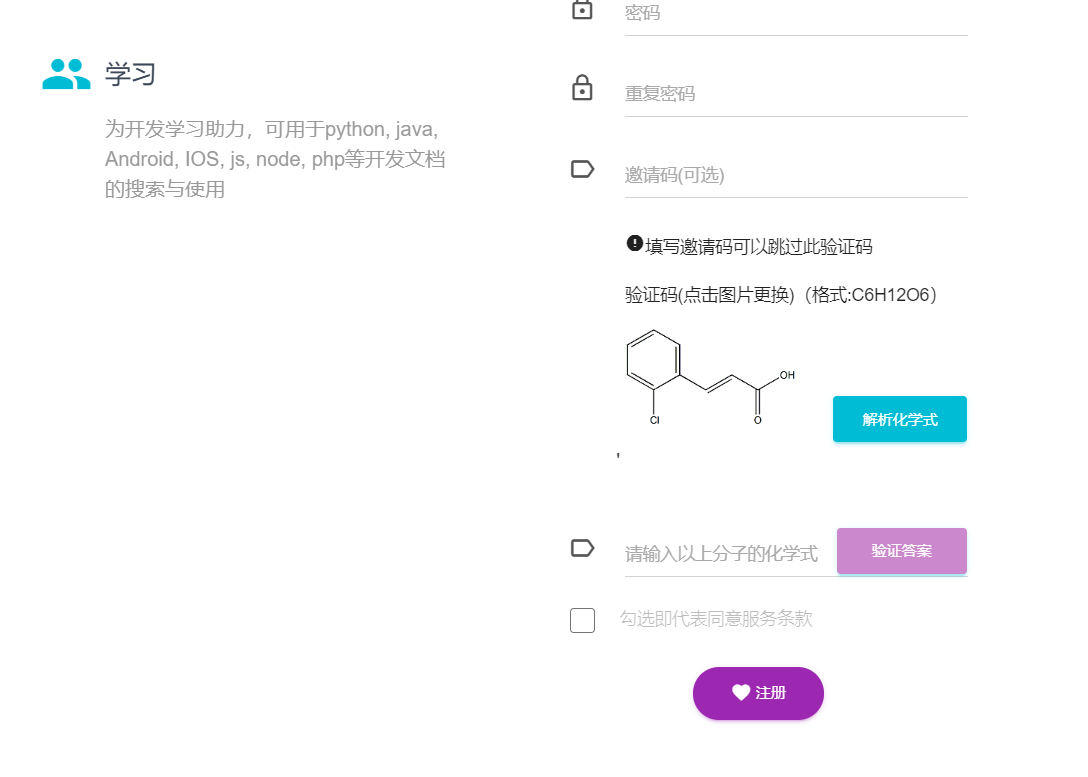 学习
为开发学习助力，可用于python, java,
Android, IOS, js, node, php等开发文档
的搜索与使用
密码
重复密码
邀请码(可选)
填写邀请码可以跳过此验证码
验证码(点击图片更换)（格式:C6H12O6）
OH
Cl
O
解析化学式
'
请输入以上分子的化学式
验证答案
勾选即代表同意服务条款
注册